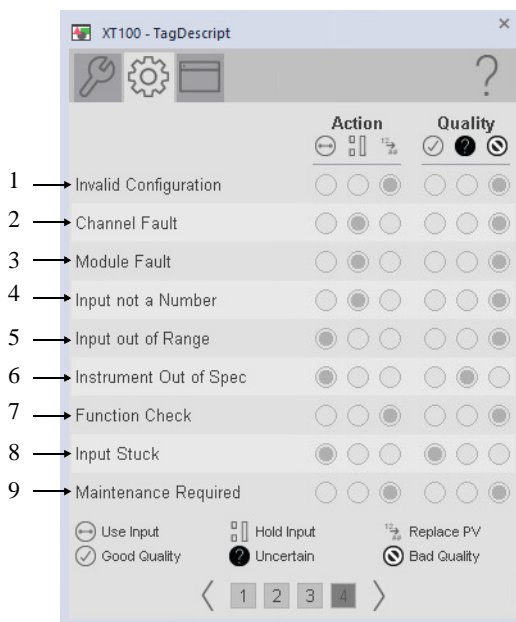 XT100 - TagDescript
Action Quality
1 Invalid Configuration
2 Channel Fault
3 Module Fault
4 Input not a Number
5 Input out of Range
6 Instrument Out of Spec
7 Function Check
8 Input Stuck
9 Maintenance Required
Use Input Hold Input Replace PV
Good Quality ? Uncertain Bad Quality
1 2 3 4